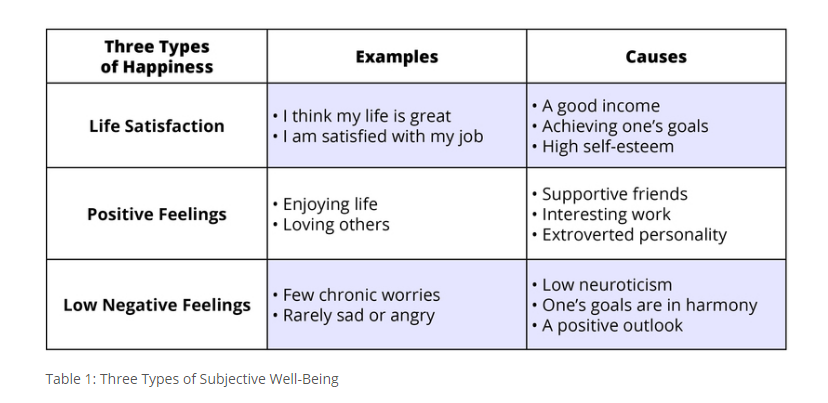 Three Types
of Happiness
Examples
Causes
Life Satisfaction
• I think my life is great
• I am satisfied with my job
• A good income
• Achieving one's goals
• High self-esteem
Positive Feelings
• Enjoying life
• Loving others
• Supportive friends
• Interesting work
• Extroverted personality
Low Negative Feelings
• Few chronic worries
• Rarely sad or angry
• Low neuroticism
• One's goals are in harmony
• A positive outlook
Table 1: Three Types of Subjective Well-Being